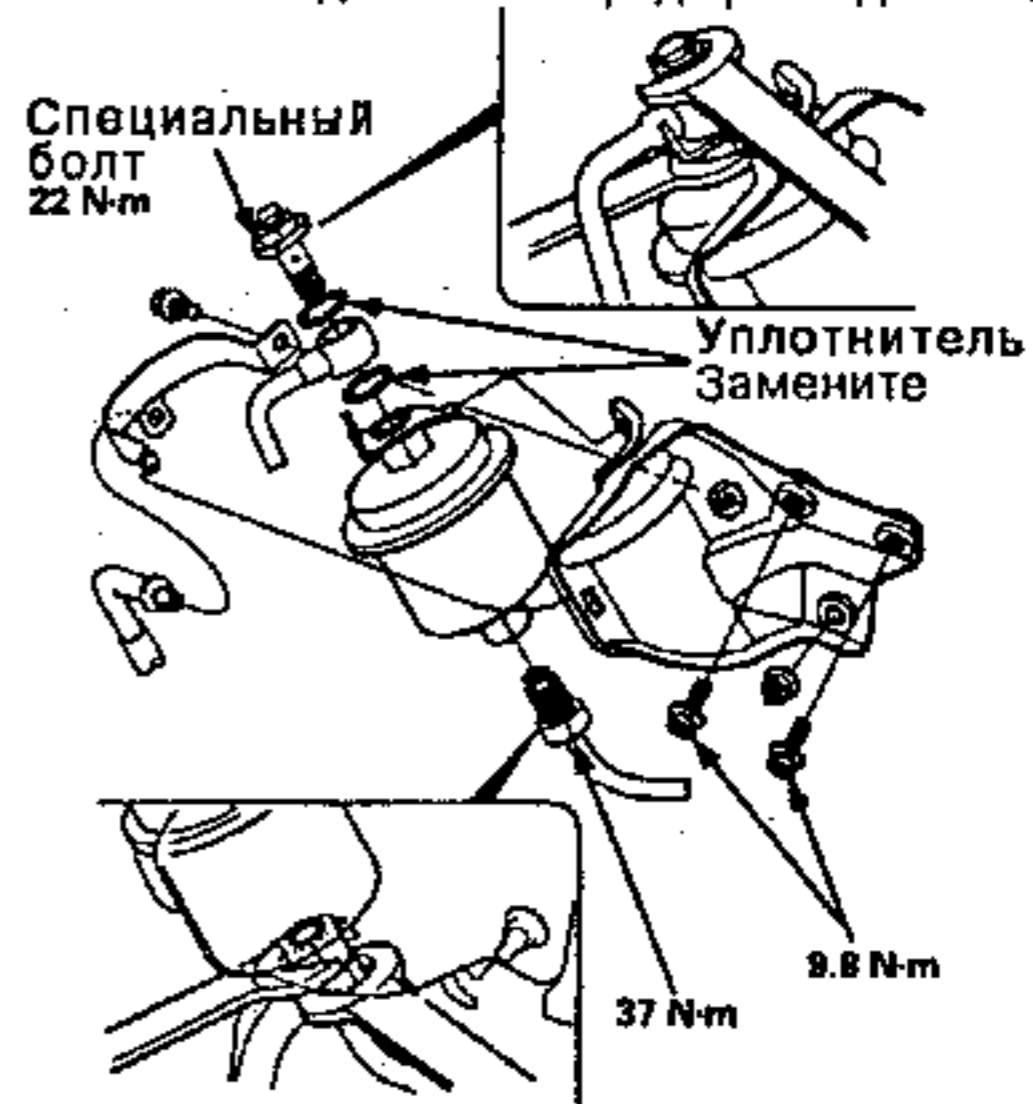 Специальный
болт
22 N·m
Уплотнитель
Замените
9.8 N·m
37 N·m